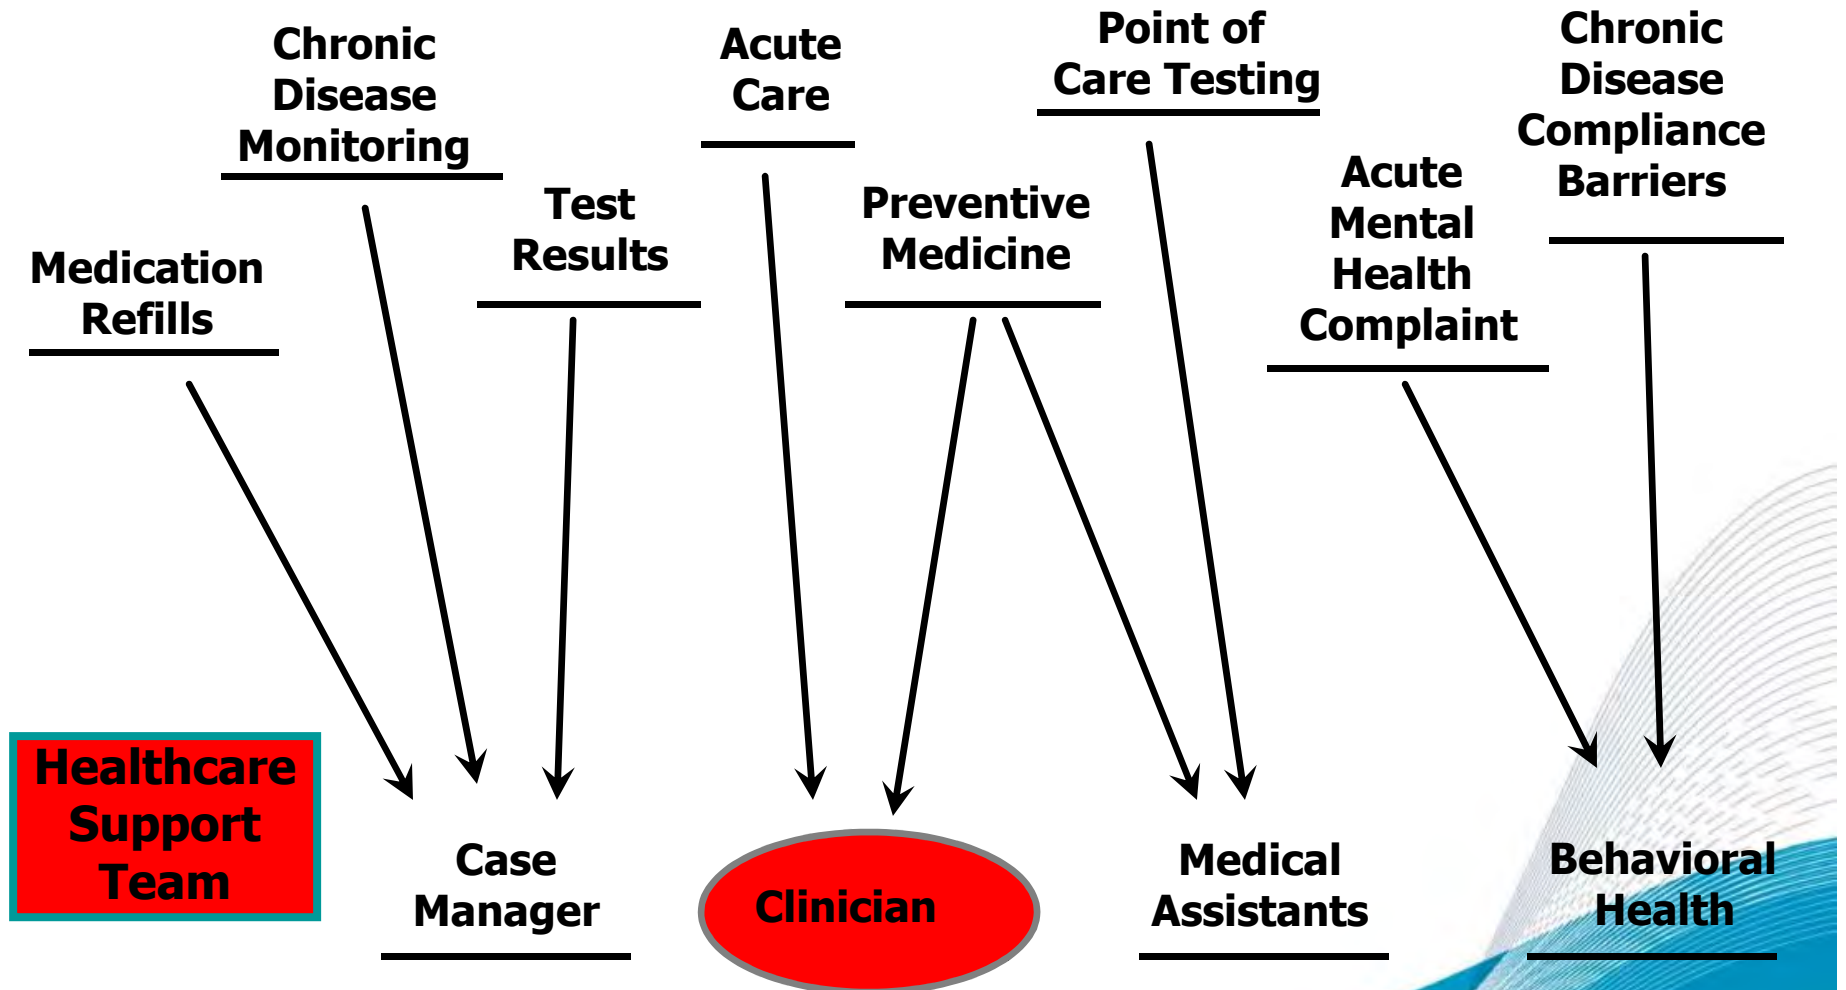 Chronic
Disease
Monitoring
Acute
Care
Point of
Care Testing
Chronic
Disease
Compliance
Barriers
Medication
Refills
Test
Results
Preventive
Medicine
Acute
Mental
Health
Complaint
Healthcare
Support
Team
Case
Manager
Clinician
Medical
Assistants
Behavioral
Health